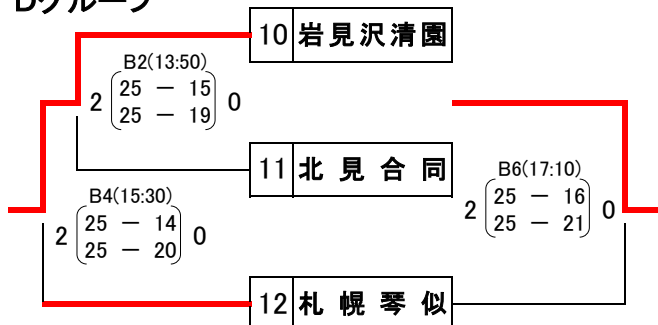 Dグループ
10 岩見沢清園
B2(13:50)
2 25 － 15 0
25 － 19
11 北見合同
B6(17:10)
2 25 － 16 0
25 － 21
B4(15:30)
2 25 － 14 0
25 － 20
12 札幌琴似